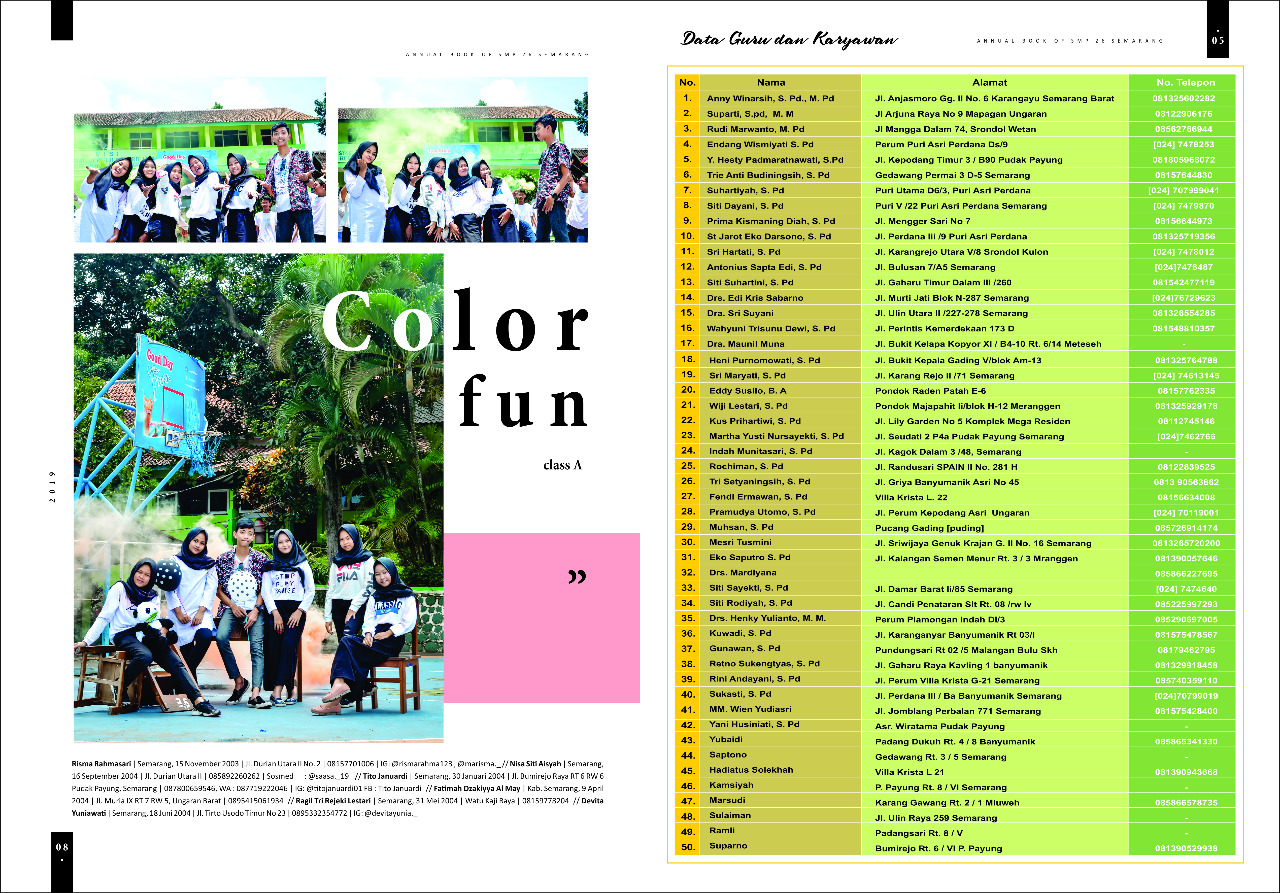 ANNUAL BOOK OF SMP 26 SEMARANG
Good Day
Color
fun
class A
2019
Good Day
FILA
”
Risma Rahmasari | Semarang, 15 November 2003 | Jl. Durian Utara II No. 2 | 08157701006 | IG: @rismarahma123 , @marisma._ // Nisa Siti Aisyah | Semarang,
16 September 2004 | Jl. Durian Utara II | 085892260262 | Sosmed : @saasa._19 // Tito Januardi | Semarang, 30 Januari 2004 | Jl. Bumirejo Raya RT 6 RW 6
Pudak Payung, Semarang | 087800659546, WA : 087719222046 | IG: @titojanuardi01 FB : Tito Januardi // Fatimah Dzakiyya Al May | Kab. Semarang, 9 April
2004 | Jl. Muria IX RT 7 RW 5, Ungaran Barat | 0895415061934 // Ragil Tri Rejeki Lestari | Semarang, 31 Mei 2004 | Watu Kaji Raya | 08159778204 // Devita
Yuniawati | Semarang, 18 Juni 2004 | Jl. Tirto Usodo Timur No 23 | 0895332354772 | IG: @devitayunia._
08
Data Guru dan Karyawan
ANNUAL BOOK OF SMP 26 SEMARANG
05
No. Nama Alamat No. Telepon
1. Anny Winarsih, S. Pd., M. Pd Jl. Anjasmoro Gg. II No. 6 Karangayu Semarang Barat 081325602282
2. Suparti, S.pd, M. M Jl Arjuna Raya No 9 Mapagan Ungaran 08122906176
3. Rudi Marwanto, M. Pd Jl Mangga Dalam 74, Srondol Wetan 08562766944
4. Endang Wismiyati S. Pd Perum Puri Asri Perdana Ds/9 [024] 7478253
5. Y. Hesty Padmaratnawati, S.Pd Jl. Kepodang Timur 3 / B90 Pudak Payung 081805968072
6. Trie Anti Budiningsih, S. Pd Gedawang Permai 3 D-5 Semarang 08157644830
7. Suhartiyah, S. Pd Puri Utama D6/3, Puri Asri Perdana [024] 707999041
8. Siti Dayani, S. Pd Puri V /22 Puri Asri Perdana Semarang [024] 7479870
9. Prima Kismaning Diah, S. Pd Jl. Mengger Sari No 7 08156644973
10. St Jarot Eko Darsono, S. Pd Jl. Perdana Iii /9 Puri Asri Perdana 081325719356
11. Sri Hartati, S. Pd Jl. Karangrejo Utara V/8 Srondol Kulon [024] 7478012
12. Antonius Sapta Edi, S. Pd Jl. Bulusan 7/A5 Semarang [024]7478487
13. Siti Suhartini, S. Pd Jl. Gaharu Timur Dalam III /260 081542477119
14. Drs. Edi Kris Sabarno Jl. Murti Jati Blok N-287 Semarang [024]76729623
15. Dra. Sri Suyani Jl. Ulin Utara II /227-278 Semarang 081326554285
16. Wahyuni Trisunu Dewi, S. Pd Jl. Perintis Kemerdekaan 173 D 081548810357
17. Dra. Maunil Muna Jl. Bukit Kelapa Kopyor XI / B4-10 Rt. 6/14 Meteseh -
18. Heni Purnomowati, S. Pd Jl. Bukit Kepala Gading V/blok Am-13 081325764788
19. Sri Maryati, S. Pd Jl. Karang Rejo II /71 Semarang [024] 74613145
20. Eddy Susilo, B. A Pondok Raden Patah E-6 08157762335
21. Wiji Lestari, S. Pd Pondok Majapahit Ii/blok H-12 Meranggen 081325929178
22. Kus Prihartiwi, S. Pd Jl. Lily Garden No 5 Komplek Mega Residen 08112745146
23. Martha Yusti Nursayekti, S. Pd Jl. Seudati 2 P4a Pudak Payung Semarang [024]7462766
24. Indah Munitasari, S. Pd Jl. Kagok Dalam 3 /48, Semarang -
25. Rochiman, S. Pd Jl. Randusari SPAIN II No. 281 H 08122839525
26. Tri Setyaningsih, S. Pd Jl. Griya Banyumanik Asri No 45 0813 90563662
27. Fendi Ermawan, S. Pd Villa Krista L. 22 08156634008
28. Pramudya Utomo, S. Pd Jl. Perum Kepodang Asri Ungaran [024] 70119001
29. Muhsan, S. Pd Pucang Gading [puding] 085726914174
30. Mesri Tusmini Jl. Sriwijaya Genuk Krajan G. II No. 16 Semarang 0813265720200
31. Eko Saputro S. Pd Jl. Kalangan Semen Menur Rt. 3 / 3 Mranggen 081390057646
32. Drs. Mardiyana 085866227695
33. Siti Sayekti, S. Pd Jl. Damar Barat Ii/85 Semarang [024] 7474640
34. Siti Rodiyah, S. Pd Jl. Candi Penataran Slt Rt. 08 /rw Iv 085225997293
35. Drs. Henky Yulianto, M. M. Perum Plamongan Indah DI/3 085290697005
36. Kuwadi, S. Pd Jl. Karanganyar Banyumanik Rt 03/I 081575478567
37. Gunawan, S. Pd Pundungsari Rt 02 /5 Malangan Bulu Skh 08179462795
38. Retno Sukengtyas, S. Pd Jl. Gaharu Raya Kavling 1 banyumanik 081329918458
39. Rini Andayani, S. Pd Jl. Perum Villa Krista G-21 Semarang 085740359110
40. Sukasti, S. Pd Jl. Perdana III / Ba Banyumanik Semarang [024]70799019
41. MM. Wien Yudiasri Jl. Jomblang Perbalan 771 Semarang 081575428400
42. Yani Husiniati, S. Pd Asr. Wiratama Pudak Payung -
43. Yubaidi Padang Dukuh Rt. 4 / 8 Banyumanik 085865341330
44. Saptono Gedawang Rt. 3 / 5 Semarang -
45. Hadiatus Solekhah Villa Krista L 21 081390943668
46. Kamsiyah P. Payung Rt. 8 / VI Semarang -
47. Marsudi Karang Gawang Rt. 2 / 1 Mluweh 085866578735
48. Sulaiman Jl. Ulin Raya 259 Semarang -
49. Ramli Padangsari Rt. 8 / V -
50. Suparno Bumirejo Rt. 6 / VI P. Payung 081390529938